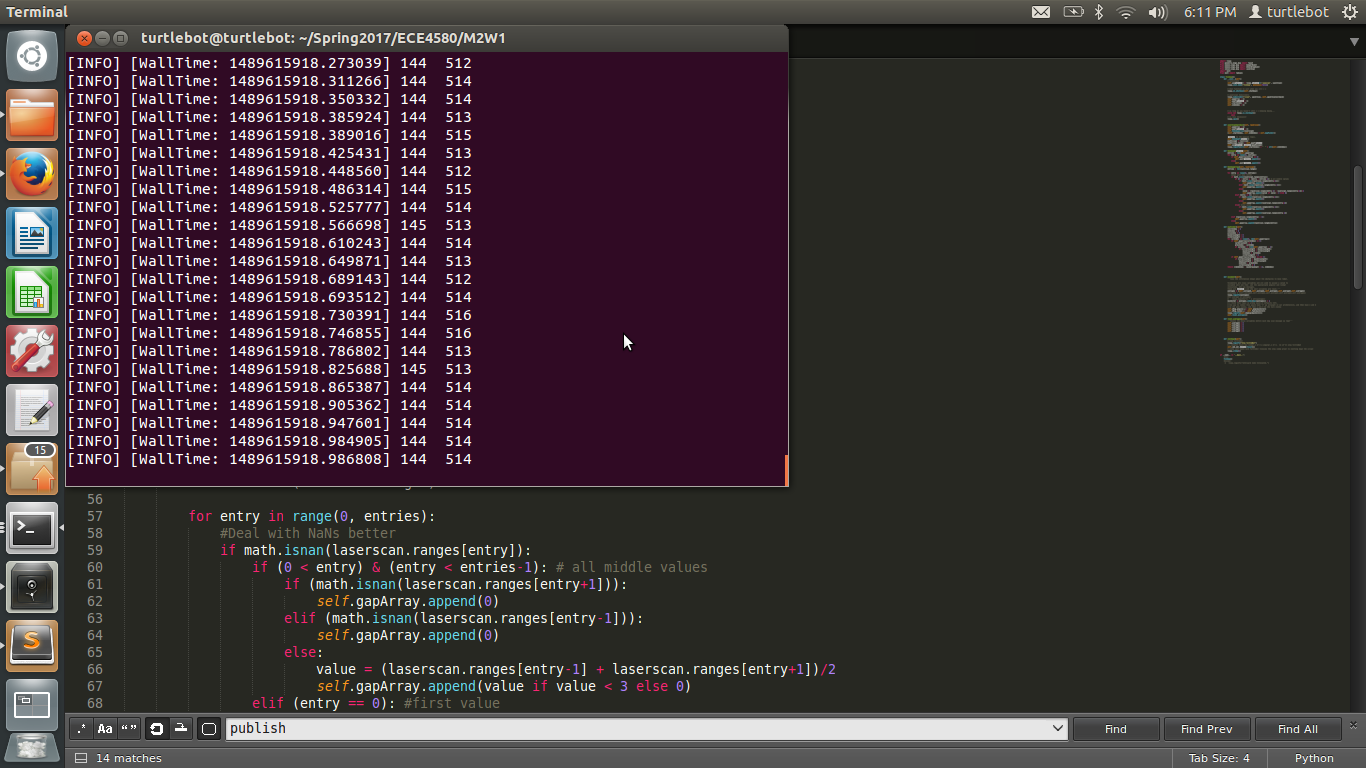 Terminal
6:11 PM
turtlebot
turtlebot@turtlebot: ~/Spring2017/ECE4580/M2W1
[INFO] [WallTime: 1489615918.273039] 144 512
[INFO] [WallTime: 1489615918.311266] 144 514
[INFO] [WallTime: 1489615918.350332] 144 514
[INFO] [WallTime: 1489615918.385924] 144 513
[INFO] [WallTime: 1489615918.389016] 144 515
[INFO] [WallTime: 1489615918.425431] 144 513
[INFO] [WallTime: 1489615918.448560] 144 512
[INFO] [WallTime: 1489615918.486314] 144 515
[INFO] [WallTime: 1489615918.525777] 144 514
[INFO] [WallTime: 1489615918.566698] 145 513
[INFO] [WallTime: 1489615918.610243] 144 514
[INFO] [WallTime: 1489615918.649871] 144 513
[INFO] [WallTime: 1489615918.689143] 144 512
[INFO] [WallTime: 1489615918.693512] 144 514
[INFO] [WallTime: 1489615918.730391] 144 516
[INFO] [WallTime: 1489615918.746855] 144 516
[INFO] [WallTime: 1489615918.786802] 144 513
[INFO] [WallTime: 1489615918.825688] 145 513
[INFO] [WallTime: 1489615918.865387] 144 514
[INFO] [WallTime: 1489615918.905362] 144 514
[INFO] [WallTime: 1489615918.947601] 144 514
[INFO] [WallTime: 1489615918.984905] 144 514
[INFO] [WallTime: 1489615918.986808] 144 514
15
56
57 for entry in range(0, entries):
58 #Deal with NaNs better
59 if math.isnan(laserscan.ranges[entry]):
60 if (0 < entry) & (entry < entries-1): # all middle values
61 if (math.isnan(laserscan.ranges[entry+1])):
62 self.gapArray.append(0)
63 elif (math.isnan(laserscan.ranges[entry-1])):
64 self.gapArray.append(0)
65 else:
66 value = (laserscan.ranges[entry-1] + laserscan.ranges[entry+1])/2
67 self.gapArray.append(value if value < 3 else 0)
68 elif (entry == 0): #first value
.* Aa “” publish Find Find Prev Find All
14 matches Tab Size: 4 Python